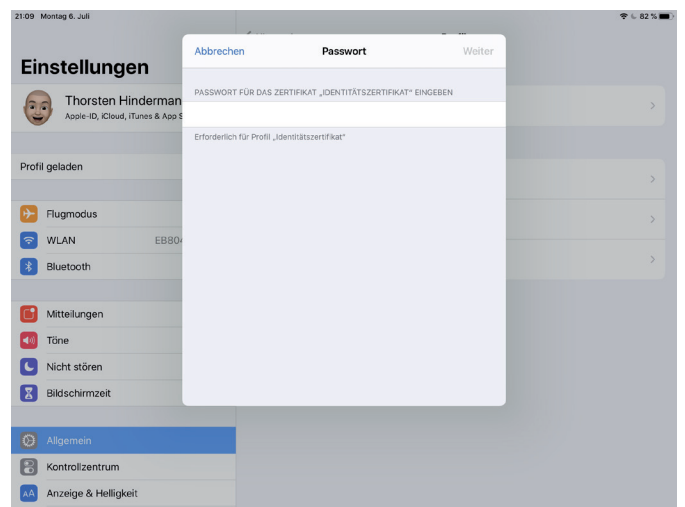 21:09 Montag 6. Juli
82 %
Abbrechen
Passwort
Weiter
Einstellungen
PASSWORT FÜR DAS ZERTIFIKAT „IDENTITÄTSZERTIFIKAT“ EINGEBEN
Thorsten Hinderman
Apple-ID, iCloud, iTunes & App S
Erforderlich für Profil „Identitätszertifikat“
Profil geladen
Flugmodus
WLAN EB804
Bluetooth
Mitteilungen
Töne
Nicht stören
Bildschirmzeit
Allgemein
Kontrollzentrum
AA Anzeige & Helligkeit